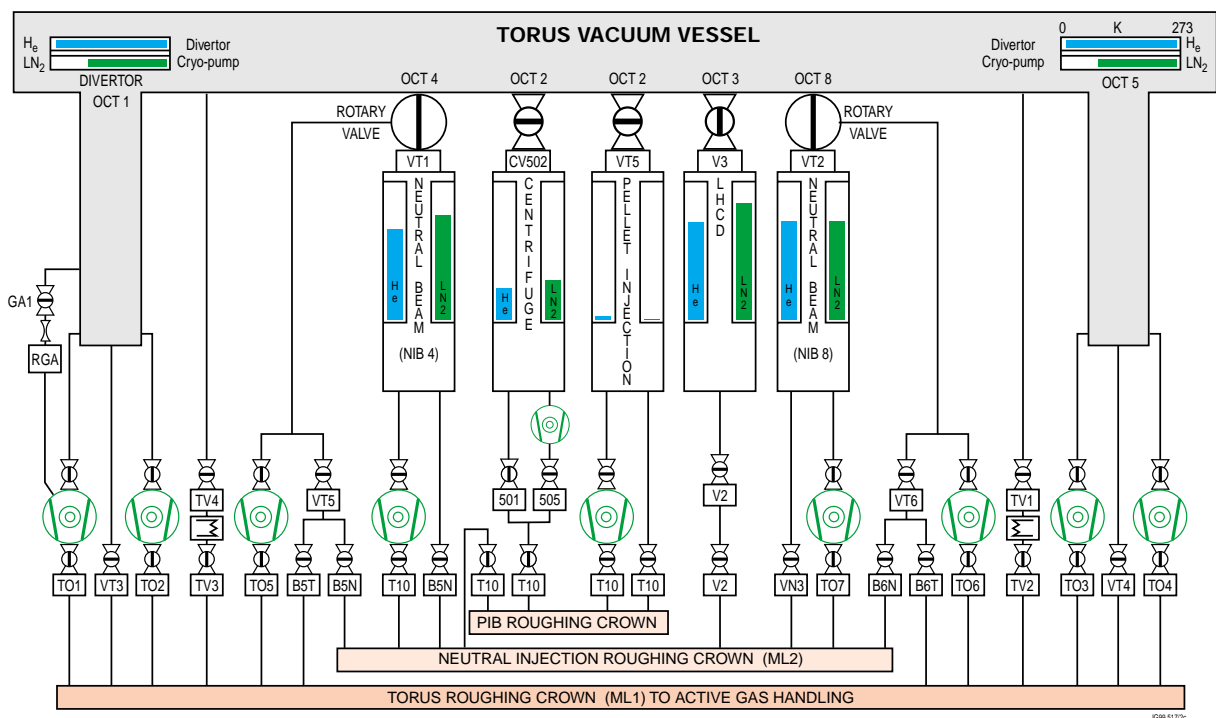 TORUS VACUUM VESSEL
He
Divertor
LN2
Cryo-pump
DIVERTOR
OCT 1
0 K 273
Divertor
He
Cryo-pump
LN2
OCT 5
OCT 4
OCT 2
OCT 2
OCT 3
OCT 8
ROTARY
VALVE
ROTARY
VALVE
VT1
CV502
VT5
V3
VT2
NEUTRAL BEAM
He
LN2
(NIB 4)
CENTRIFUGE
He
LN2
PELLET INJECTION
LHCD
He
LN2
NEUTRAL BEAM
He
LN2
(NIB 8)
GA1
RGA
TV4
VT5
501
505
V2
VT6
TV1
TO1
VT3
TO2
TV3
TO5
B5T
B5N
T10
B5N
T10
T10
T10
T10
V2
VN3
TO7
B6N
B6T
TO6
TV2
TO3
VT4
TO4
PIB ROUGHING CROWN
NEUTRAL INJECTION ROUGHING CROWN (ML2)
TORUS ROUGHING CROWN (ML1) TO ACTIVE GAS HANDLING